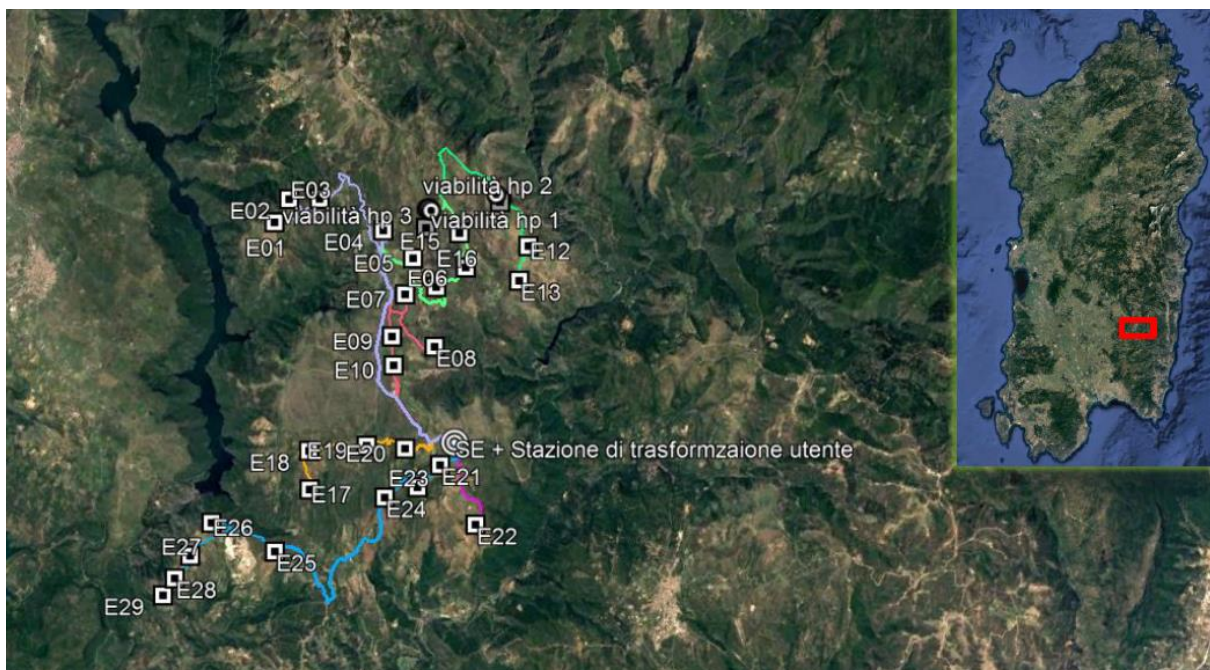 viabilità hp 2
E03
E02
viabilità hp 3
viabilità hp 1
E01
E04
E15
E12
E05
E16
E06
E13
E07
E09
E08
E10
E19
E20
SE + Stazione di trasformzaione utente
E18
E23
E21
E17
E24
E26
E22
E27
E25
E28
E29